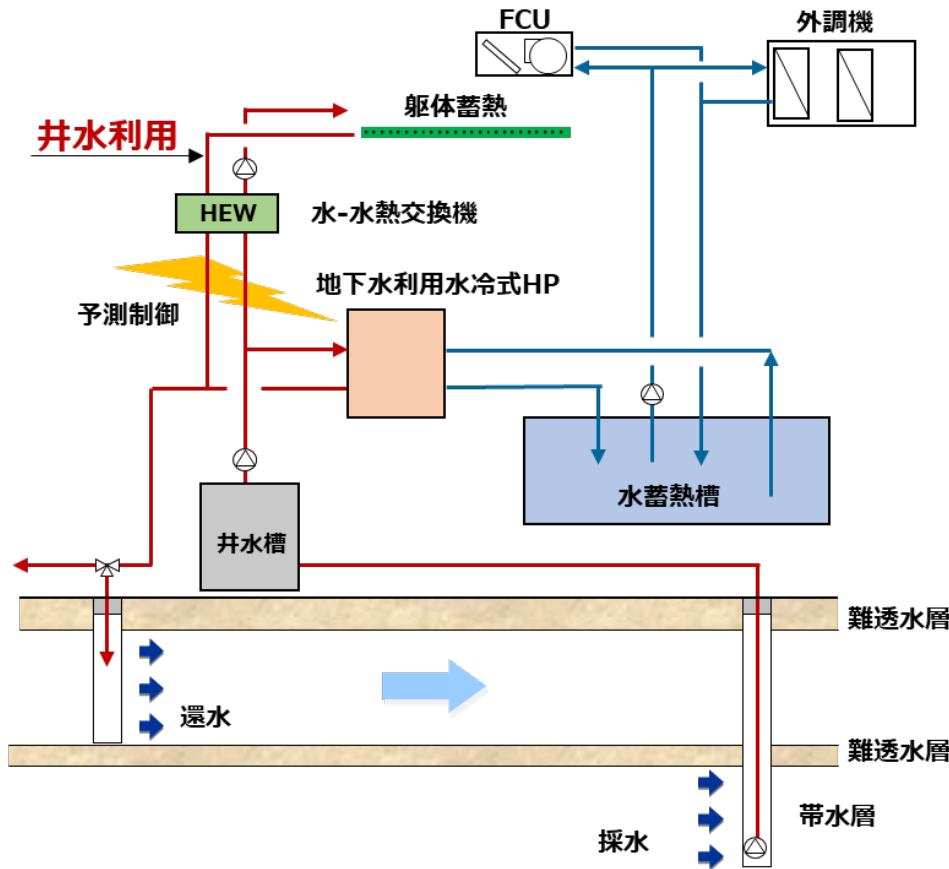 FCU
外調機
躯体蓄熱
井水利用
HEW
水-水熱交換機
地下水利用水冷式HP
予測制御
水蓄熱槽
井水槽
難透水層
還水
難透水層
帯水層
採水